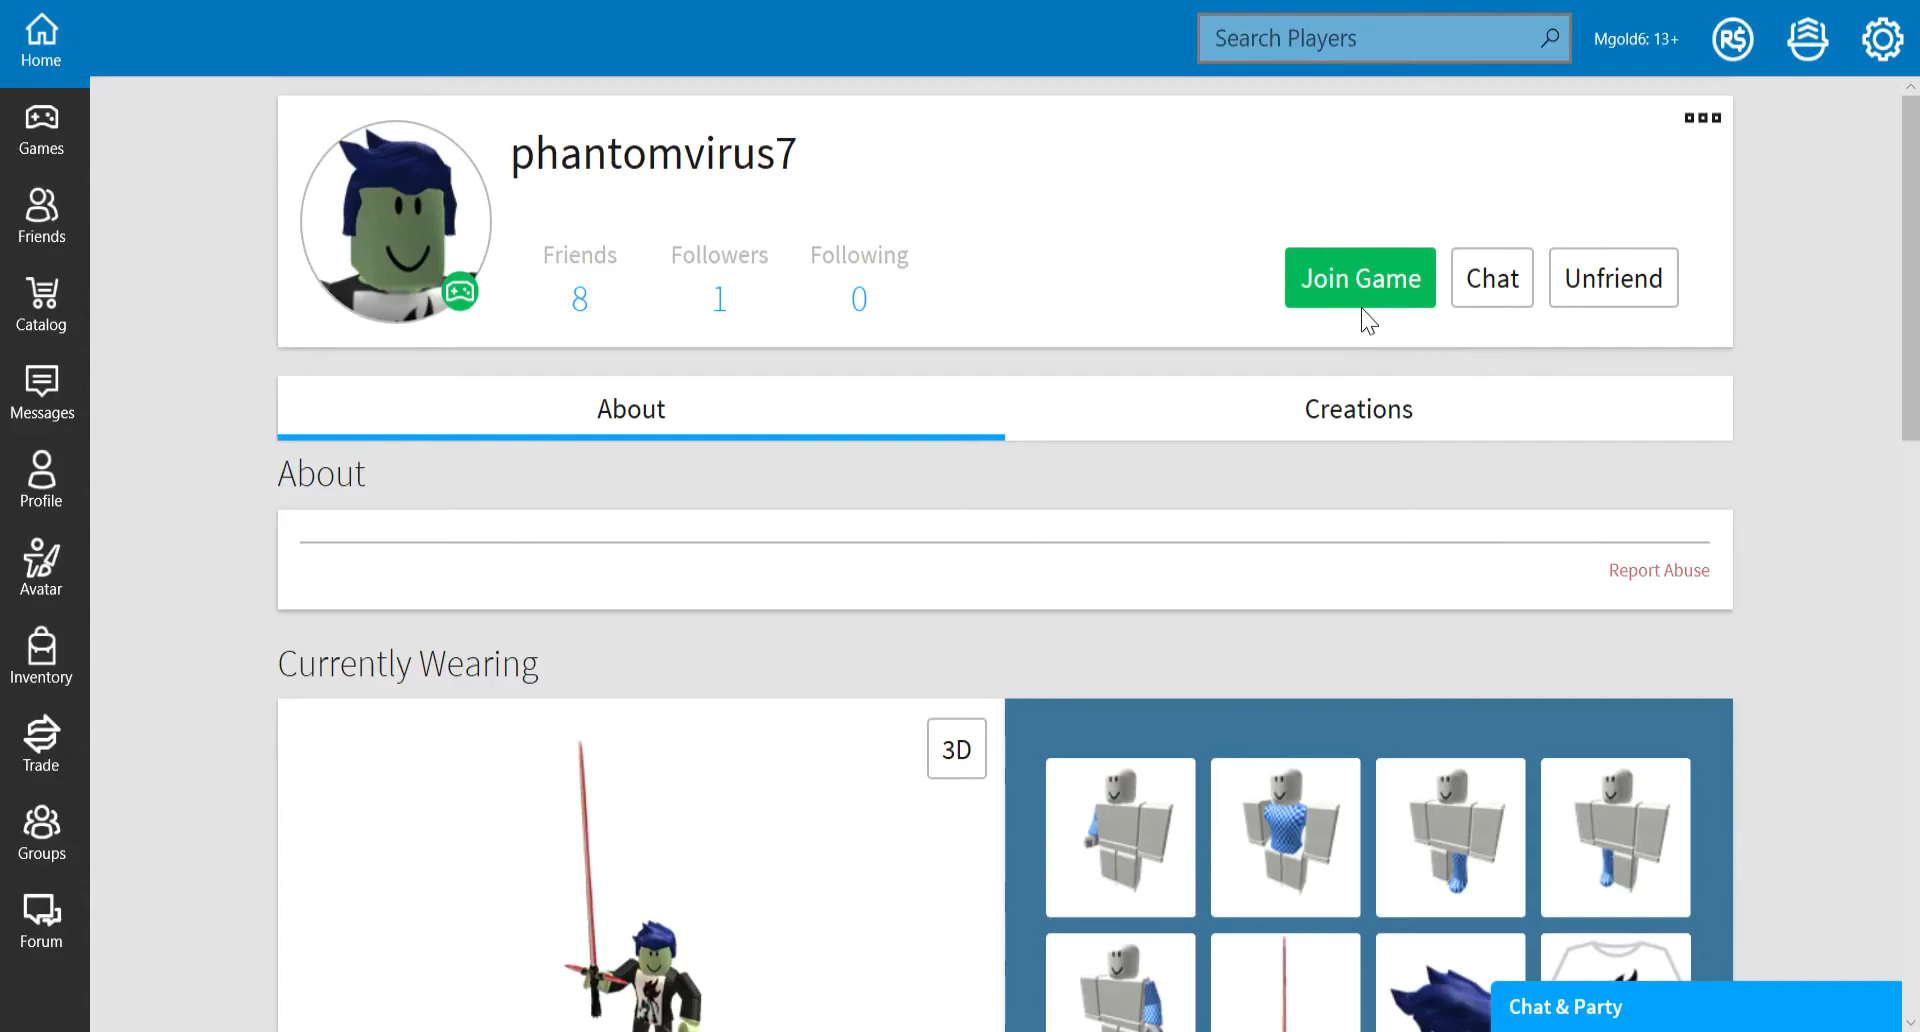 Home
Search Players
Mgold6: 13+
R$
Games
Friends
Catalog
Messages
Profile
Avatar
Inventory
Trade
Groups
Forum
phantomvirus7
Friends Followers Following
8 1 0
Join Game Chat Unfriend
About Creations
About
Report Abuse
Currently Wearing
3D
Chat & Party